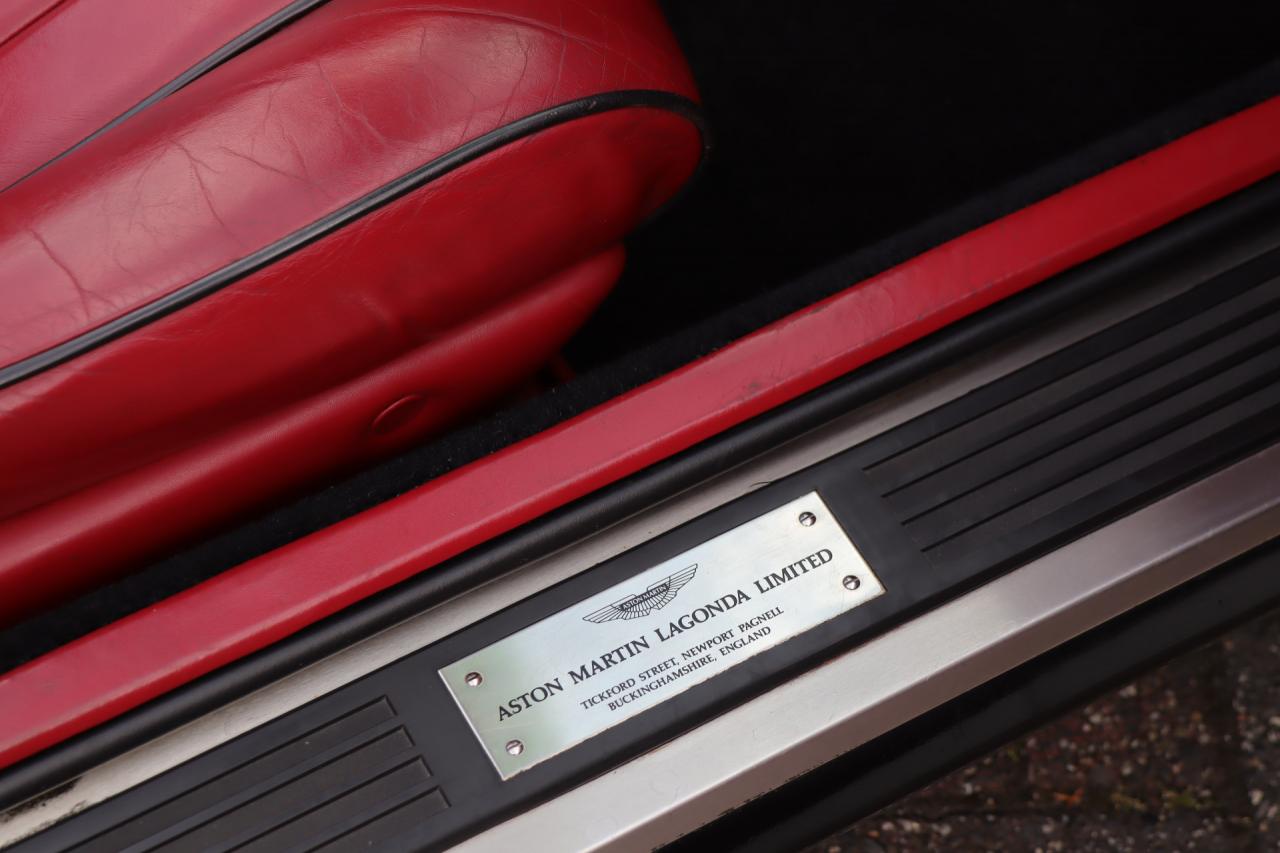 ASTON MARTIN
ASTON MARTIN LAGONDA LIMITED
TICKFORD STREET, NEWPORT PAGNELL
BUCKINGHAMSHIRE, ENGLAND